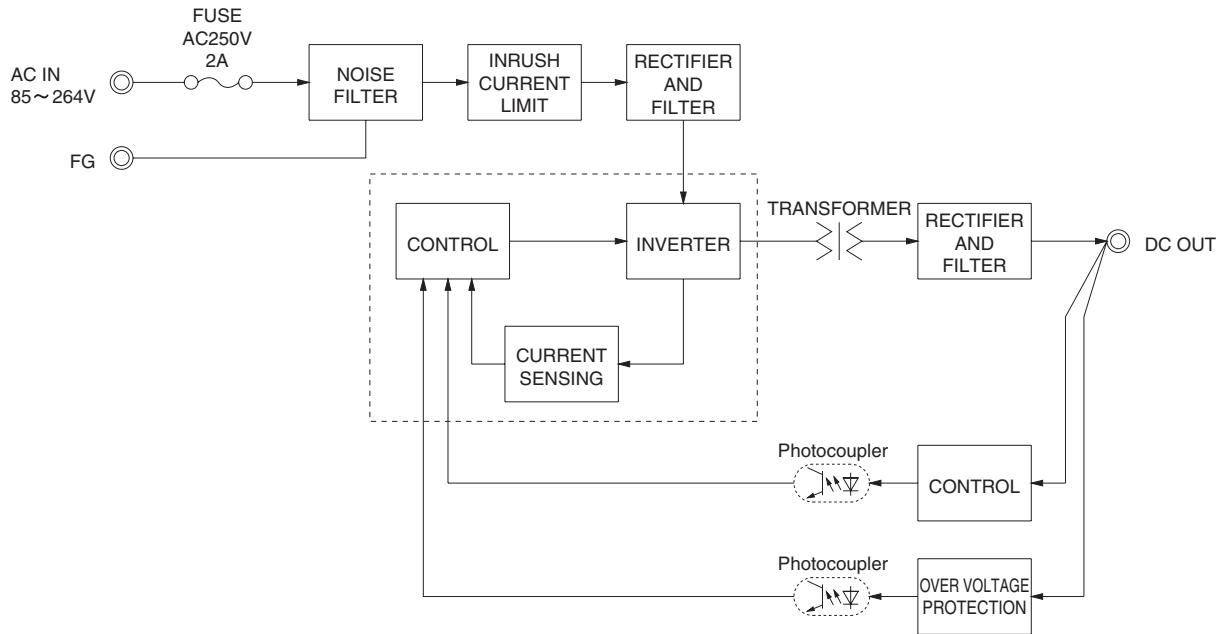 FUSE
AC250V
2A
AC IN
85～264V
FG
NOISE
FILTER
INRUSH
CURRENT
LIMIT
RECTIFIER
AND
FILTER
CONTROL
INVERTER
TRANSFORMER
RECTIFIER
AND
FILTER
DC OUT
CURRENT
SENSING
Photocoupler
CONTROL
Photocoupler
OVER VOLTAGE
PROTECTION